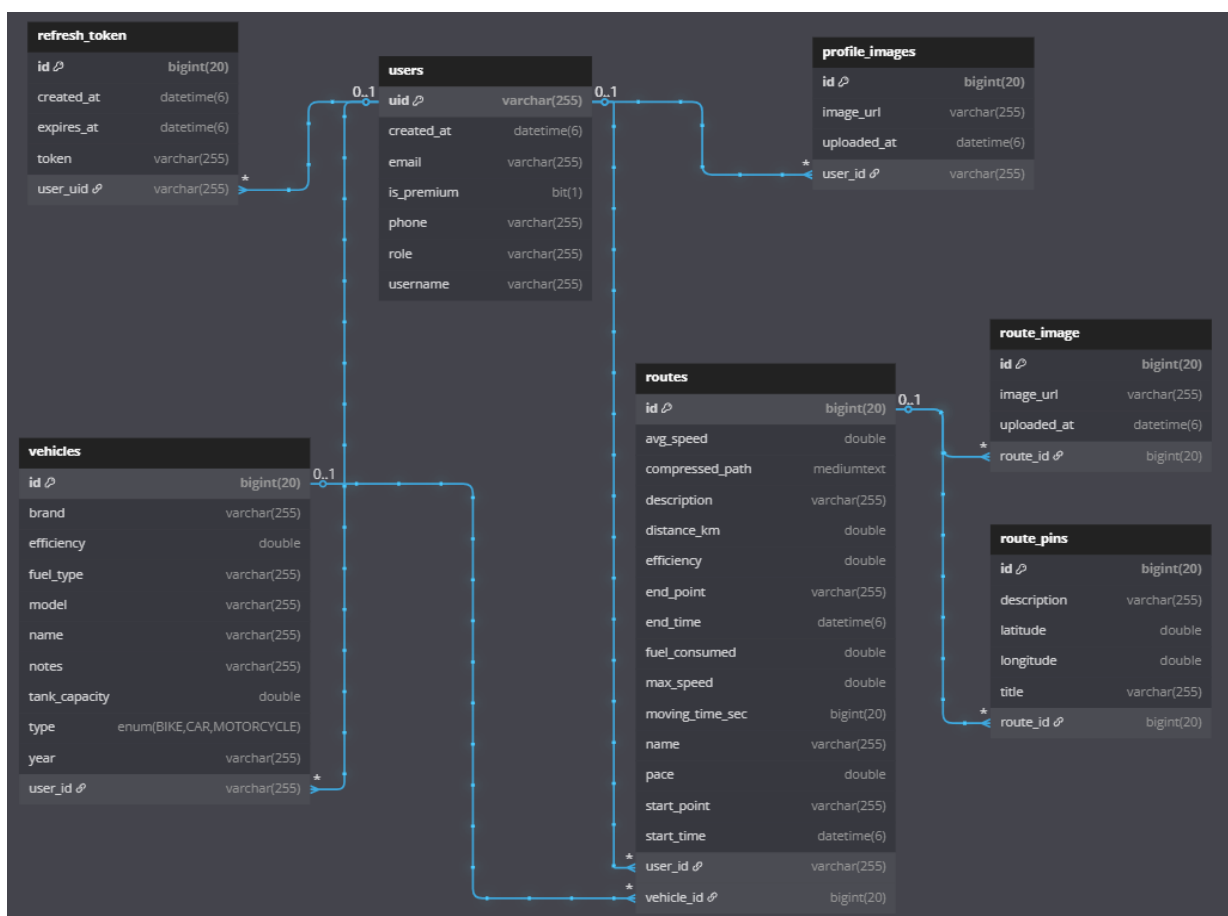 refresh_token
id bigint(20)
created_at datetime(6)
expires_at datetime(6)
token varchar(255)
user_uid varchar(255)
*
0..1
users
uid varchar(255)
created_at datetime(6)
email varchar(255)
is_premium bit(1)
phone varchar(255)
role varchar(255)
username varchar(255)
0..1
profile_images
id bigint(20)
image_url varchar(255)
uploaded_at datetime(6)
user_id varchar(255)
*
vehicles
id bigint(20)
brand varchar(255)
efficiency double
fuel_type varchar(255)
model varchar(255)
name varchar(255)
notes varchar(255)
tank_capacity double
type enum(BIKE,CAR,MOTORCYCLE)
year varchar(255)
user_id varchar(255)
0..1
*
routes
id bigint(20)
avg_speed double
compressed_path mediumtext
description varchar(255)
distance_km double
efficiency double
end_point varchar(255)
end_time datetime(6)
fuel_consumed double
max_speed double
moving_time_sec bigint(20)
name varchar(255)
pace double
start_point varchar(255)
start_time datetime(6)
* user_id varchar(255)
* vehicle_id bigint(20)
0..1
route_image
id bigint(20)
image_url varchar(255)
uploaded_at datetime(6)
* route_id bigint(20)
route_pins
id bigint(20)
description varchar(255)
latitude double
longitude double
title varchar(255)
* route_id bigint(20)